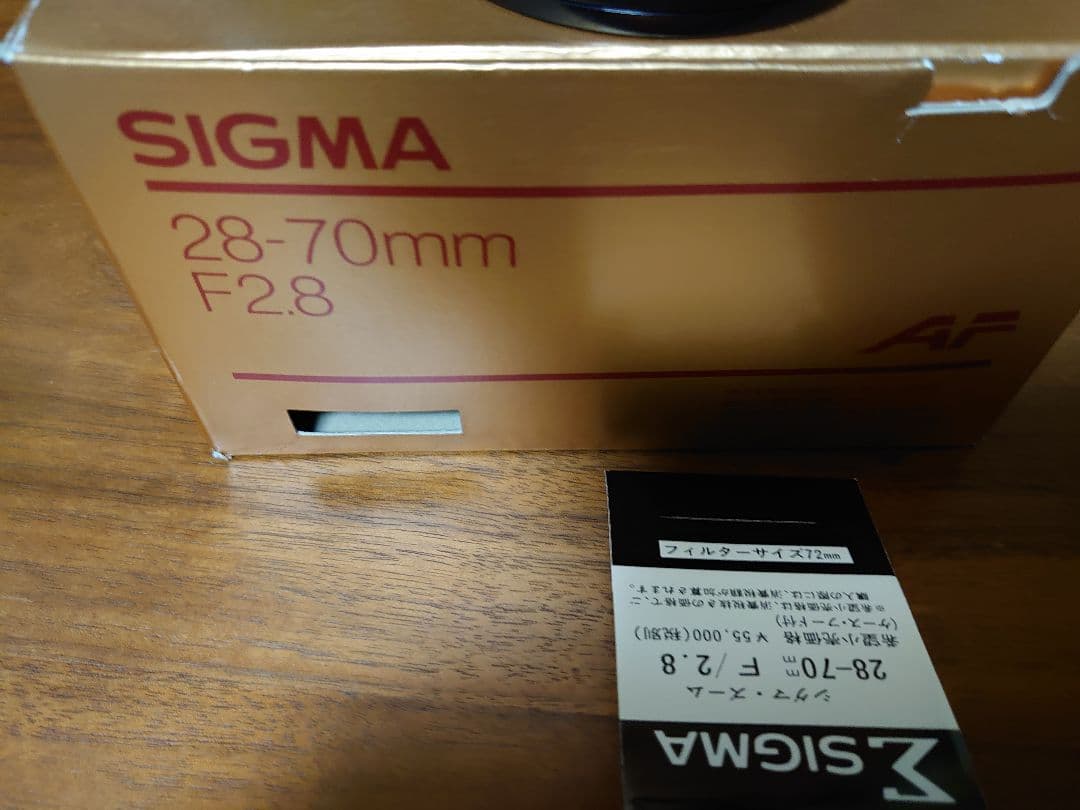 SIGMA
28-70mm
F2.8
AF
フィルターサイズ72mm
ΣSIGMA
シグマ・ズーム
28-70mm F/2.8
希望小売価格 ¥55,000(税別)
(ケース・フード付)
※希望小売価格は、消費税抜きの価格で、ご
購入の際には、消費税額が加算されます。